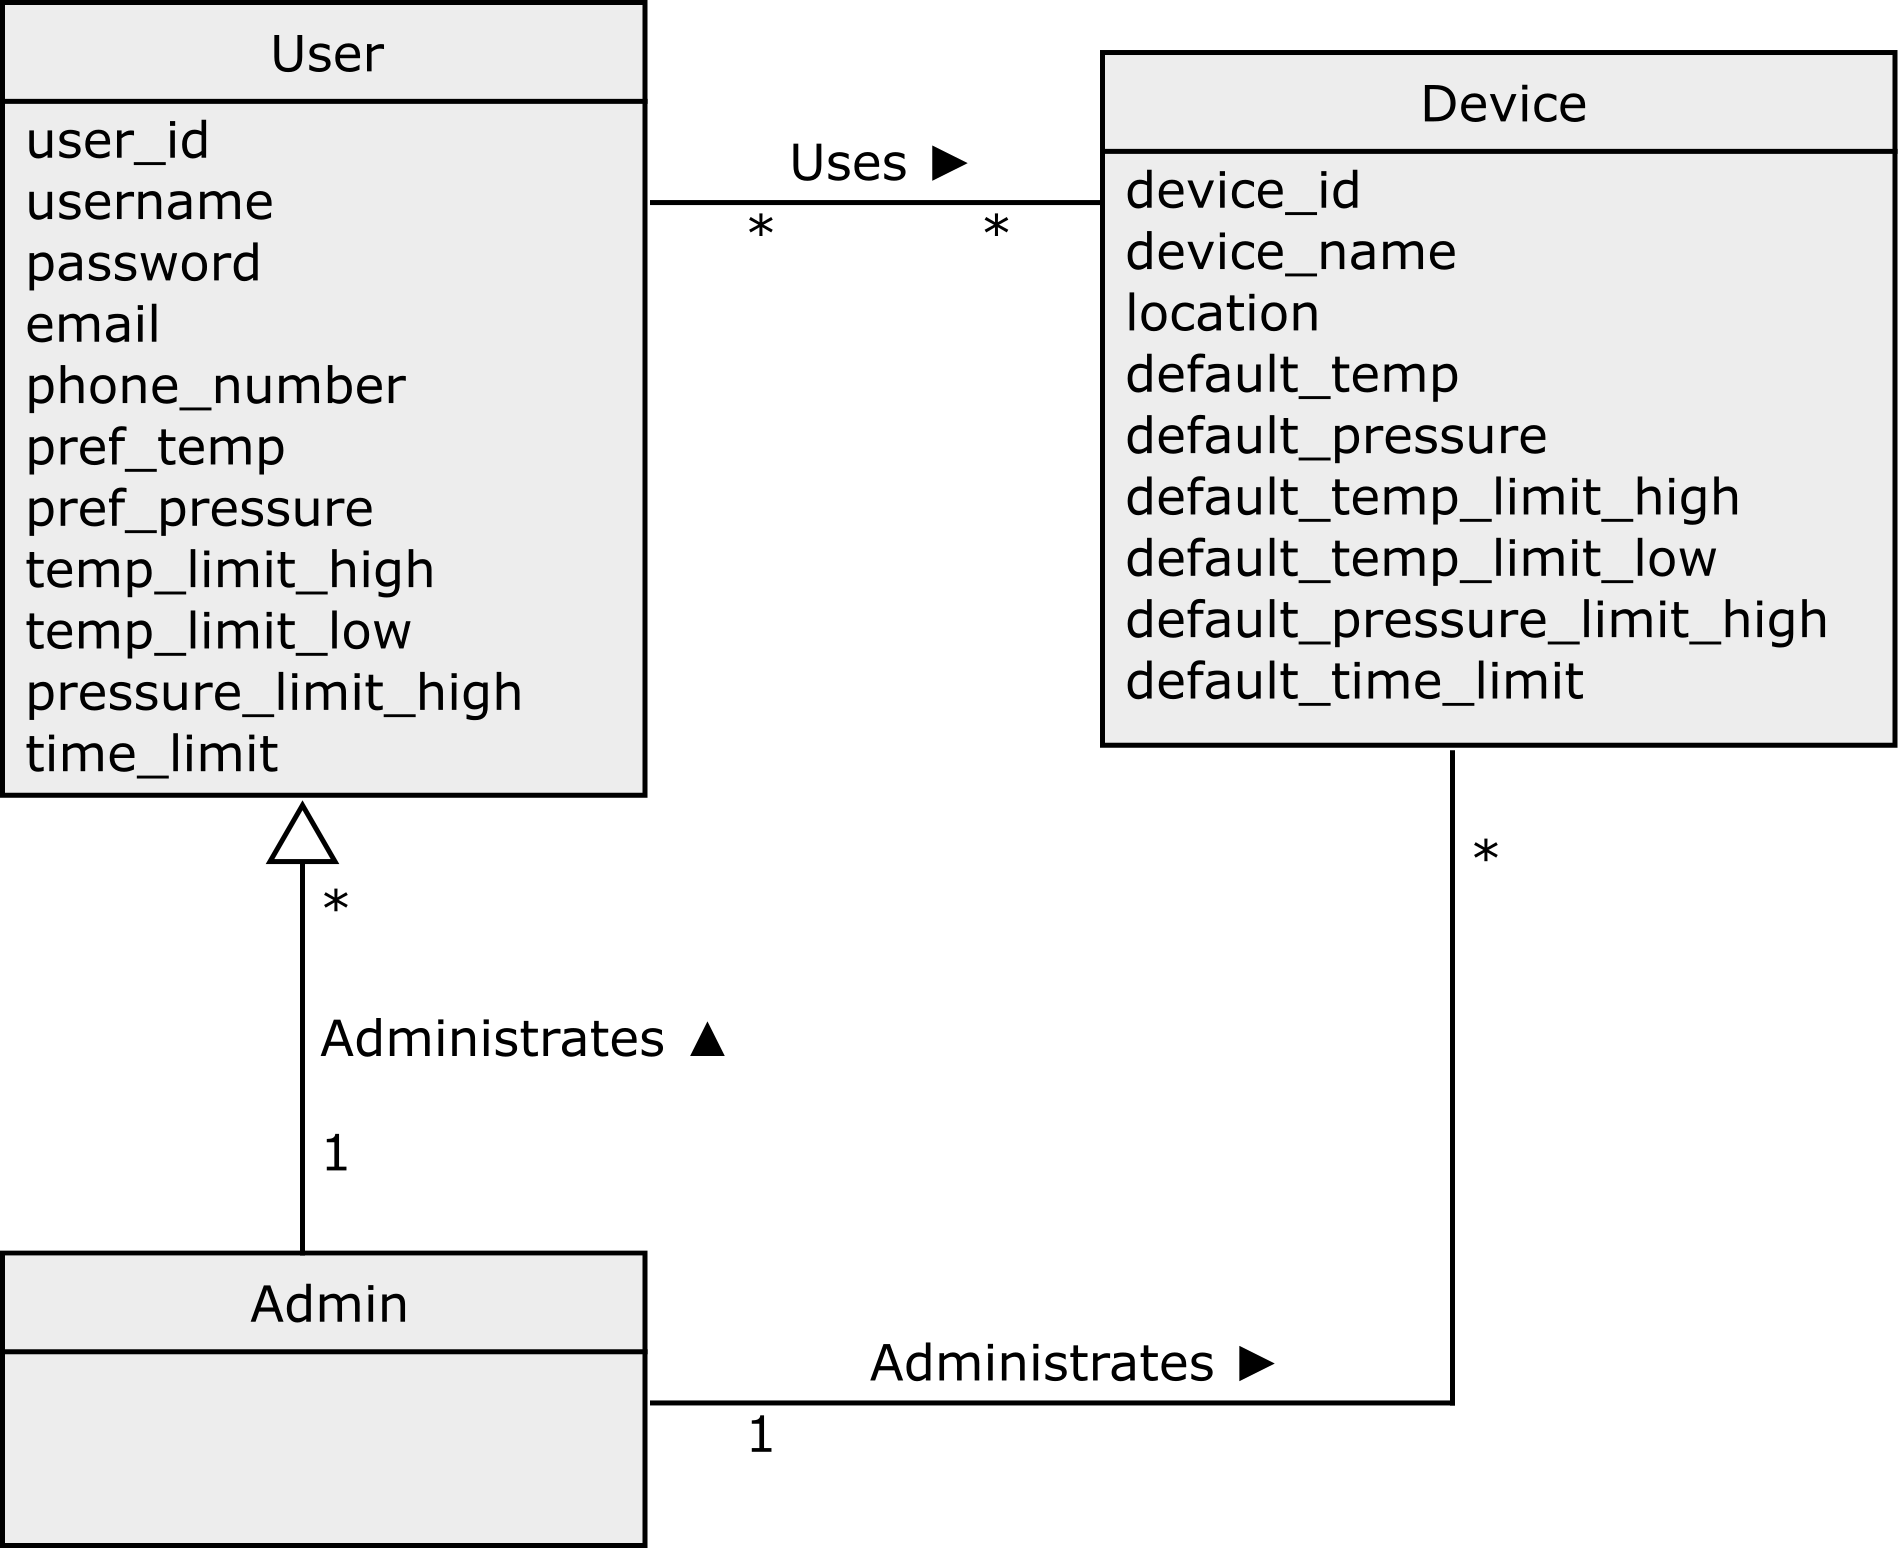 User
user_id
username
password
email
phone_number
pref_temp
pref_pressure
temp_limit_high
temp_limit_low
pressure_limit_high
time_limit
Uses ►
* *
Device
device_id
device_name
location
default_temp
default_pressure
default_temp_limit_high
default_temp_limit_low
default_pressure_limit_high
default_time_limit
*
Administrates ▲
1
*
Admin
Administrates ►
1